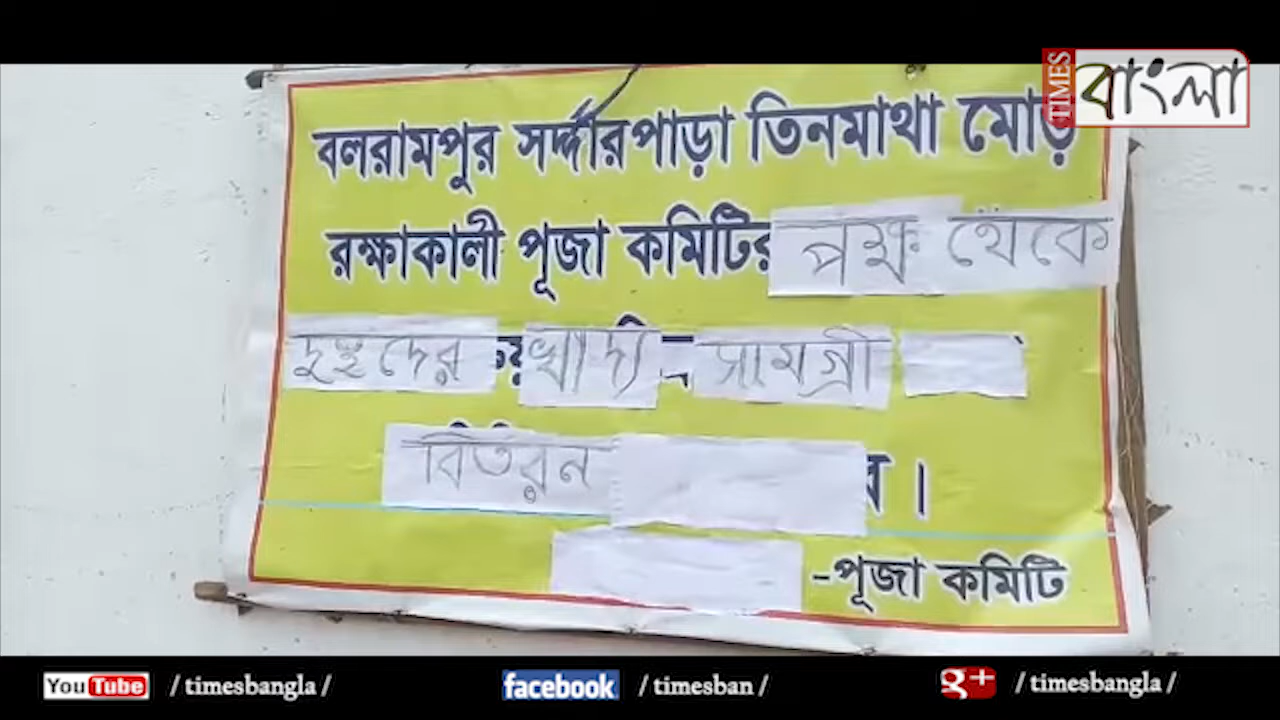 TIMES বাংলা
বলরামপুর সর্দ্দারপাড়া তিনমাথা মোড়
রক্ষাকালী পূজা কমিটির পক্ষ থেকে
দুঃস্থদের খাদ্য সামগ্রী
বিতরন
।
-পূজা কমিটি
YouTube /timesbangla/ facebook /timesban/ g+ /timesbangla/